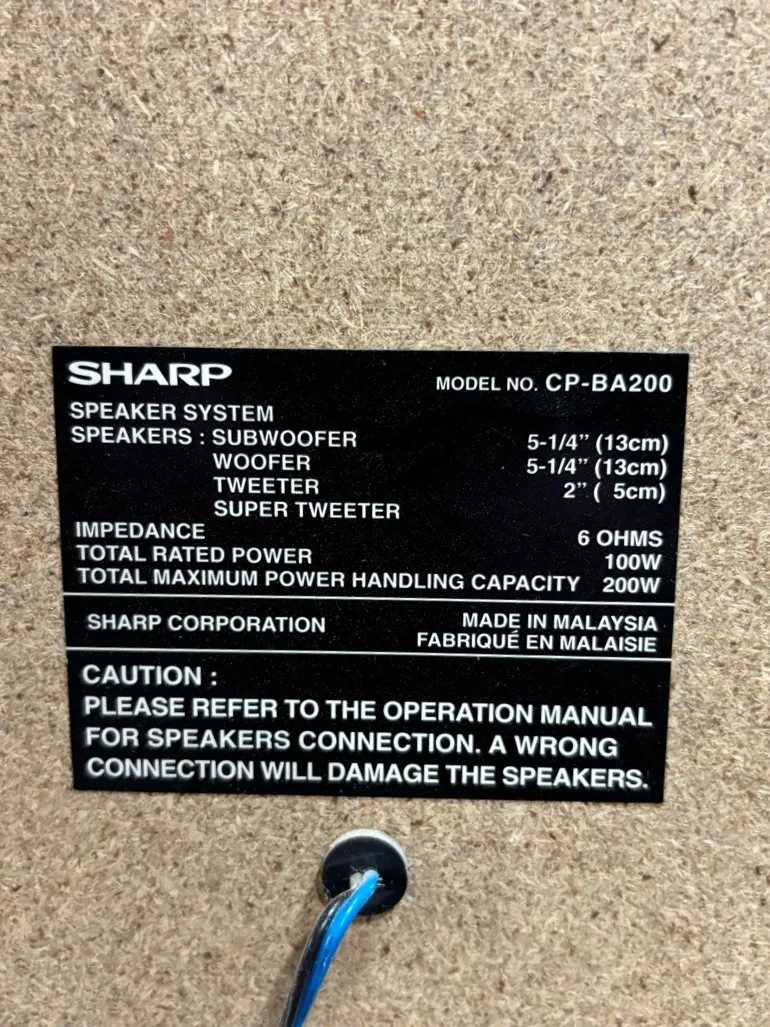 SHARP MODEL NO. CP-BA200
SPEAKER SYSTEM
SPEAKERS : SUBWOOFER 5-1/4" (13cm)
WOOFER 5-1/4" (13cm)
TWEETER 2" ( 5cm)
SUPER TWEETER
IMPEDANCE 6 OHMS
TOTAL RATED POWER 100W
TOTAL MAXIMUM POWER HANDLING CAPACITY 200W
SHARP CORPORATION MADE IN MALAYSIA
FABRIQUÉ EN MALAISIE
CAUTION :
PLEASE REFER TO THE OPERATION MANUAL
FOR SPEAKERS CONNECTION. A WRONG
CONNECTION WILL DAMAGE THE SPEAKERS.